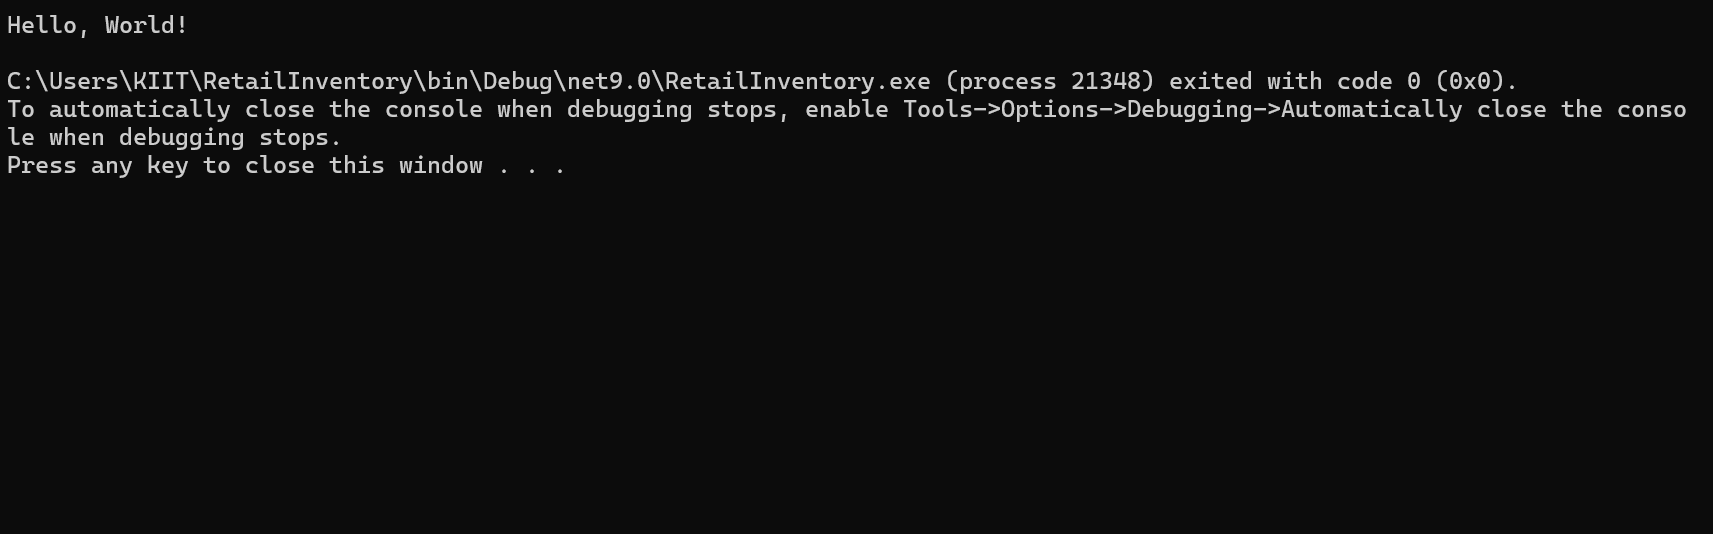 Hello, World!
C:\Users\KIIT\RetailInventory\bin\Debug\net9.0\RetailInventory.exe (process 21348) exited with code 0 (0x0).
To automatically close the console when debugging stops, enable Tools->Options->Debugging->Automatically close the conso
le when debugging stops.
Press any key to close this window . . .